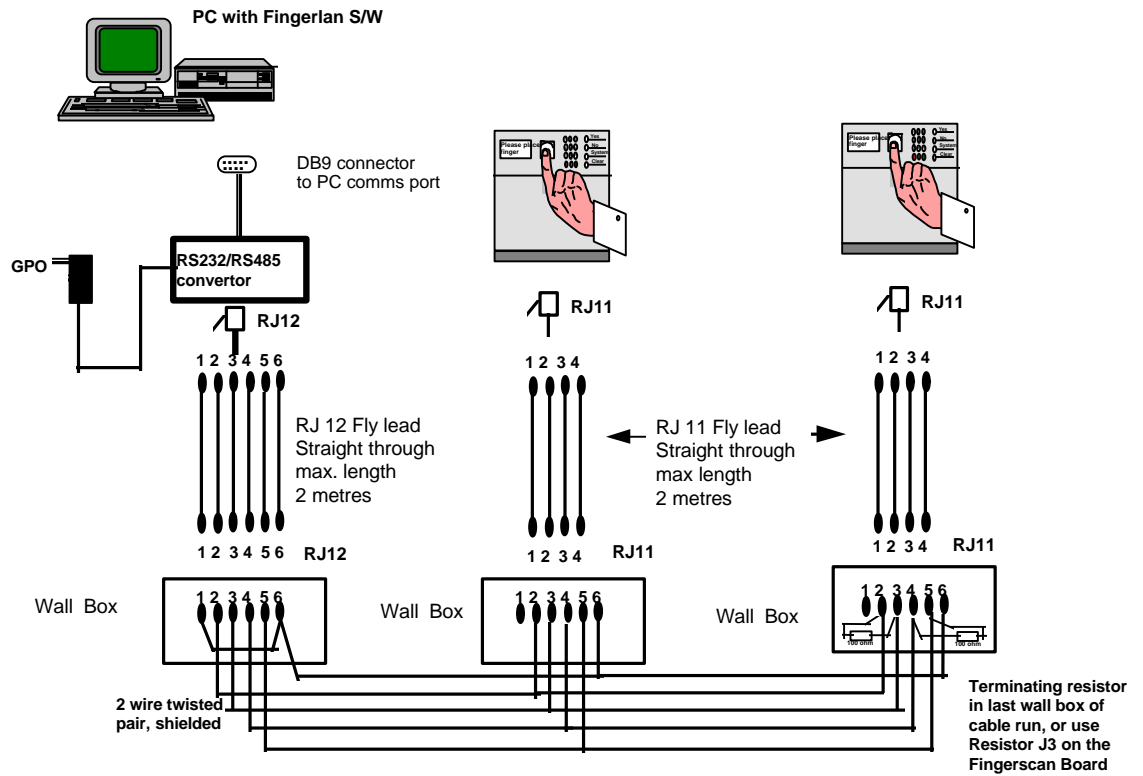 PC with Fingerlan S/W
DB9 connector
to PC comms port
GPO
RS232/RS485
convertor
RJ12
Please place
finger
Yes
No
System
Clear
RJ11
Please place
finger
Yes
No
System
Clear
RJ11
1 2 3 4 5 6
1 2 3 4
1 2 3 4
RJ 12 Fly lead
Straight through
max. length
2 metres
RJ 11 Fly lead
Straight through
max length
2 metres
1 2 3 4 5 6
RJ12
1 2 3 4
RJ11
1 2 3 4
RJ11
Wall Box
1 2 3 4 5 6
Wall Box
1 2 3 4 5 6
Wall Box
1 2 3 4 5 6
100 ohm
100 ohm
2 wire twisted
pair, shielded
Terminating resistor
in last wall box of
cable run, or use
Resistor J3 on the
Fingerscan Board